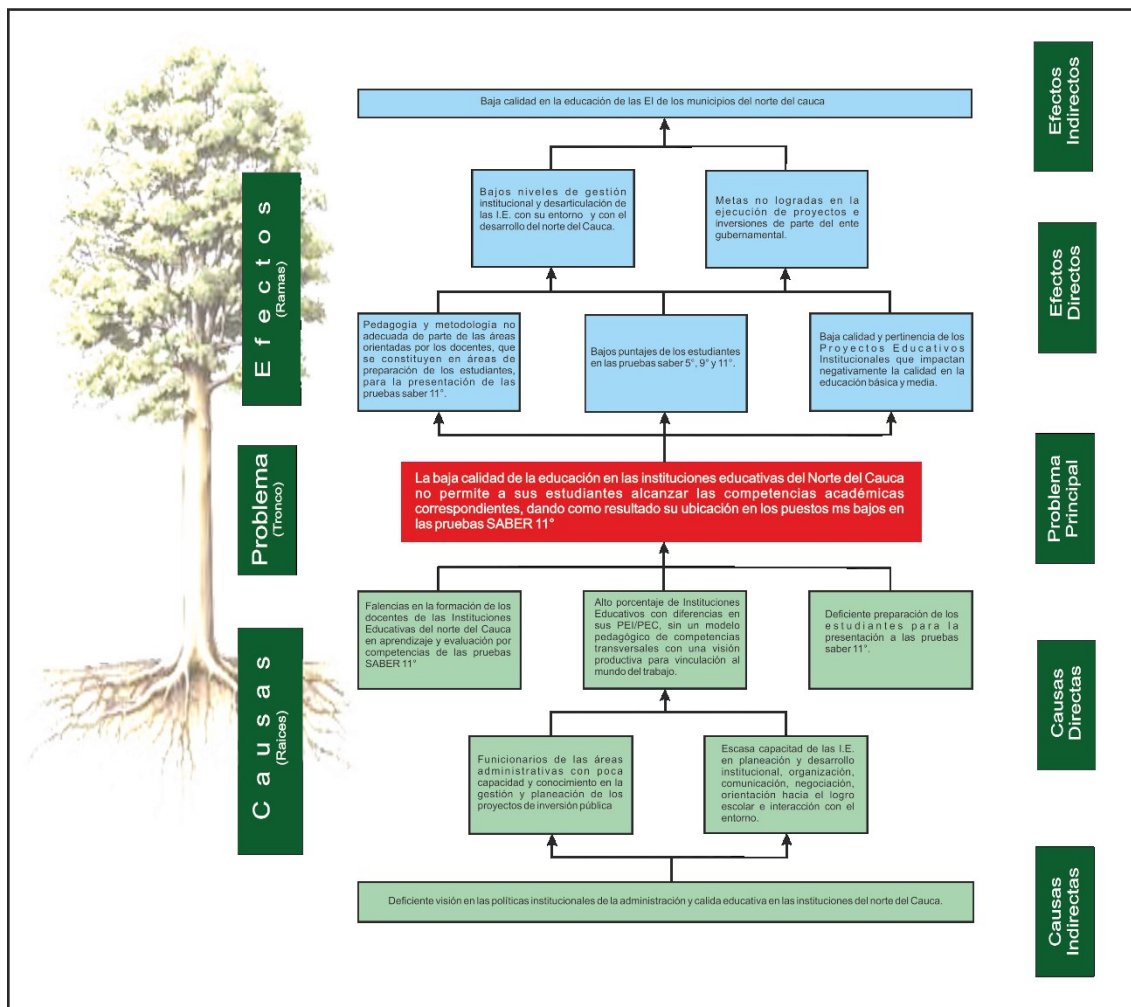 Baja calidad en la educación de las EI de los municipios del norte del cauca
Efectos
Indirectos
Bajos niveles de gestión
institucional y desarticulación de
las I.E. con su entorno y con el
desarrollo del norte del Cauca.
Metas no logradas en la
ejecución de proyectos e
inversiones de parte del ente
gubernamental.
Efectos
(Ramas)
Efectos
Directos
Pedagogía y metodología no
adecuada de parte de las áreas
orientadas por los docentes, que
se constituyen en áreas de
preparación de los estudiantes,
para la presentación de las
pruebas saber 11°.
Bajos puntajes de los estudiantes
en las pruebas saber 5°, 9° y 11°.
Baja calidad y pertinencia de los
Proyectos Educativos
Institucionales que impactan
negativamente la calidad en la
educación básica y media.
Problema
(Tronco)
La baja calidad de la educación en las instituciones educativas del Norte del Cauca
no permite a sus estudiantes alcanzar las competencias académicas
correspondientes, dando como resultado su ubicación en los puestos ms bajos en
las pruebas SABER 11°
Problema
Principal
Falencias en la formación de los
docentes de las Instituciones
Educativas del norte del Cauca
en aprendizaje y evaluación por
competencias de las pruebas
SABER 11°
Alto porcentaje de Instituciones
Educativos con diferencias en
sus PEI/PEC, sin un modelo
pedagógico de competencias
transversales con una visión
productiva para vinculación al
mundo del trabajo.
Deficiente preparación de los
estudiantes para la
presentación a las pruebas
saber 11°.
Causas
(Raices)
Causas
Directas
Funicionarios de las áreas
administrativas con poca
capacidad y conocimiento en la
gestión y planeación de los
proyectos de inversión pública
Escasa capacitad de las I.E.
en planeación y desarrollo
institucional, organización,
comunicación, negociación,
orientación hacia el logro
escolar e interacción con el
entorno.
Deficiente visión en las políticas institucionales de la administración y calida educativa en las instituciones del norte del Cauca.
Causas
Indirectas